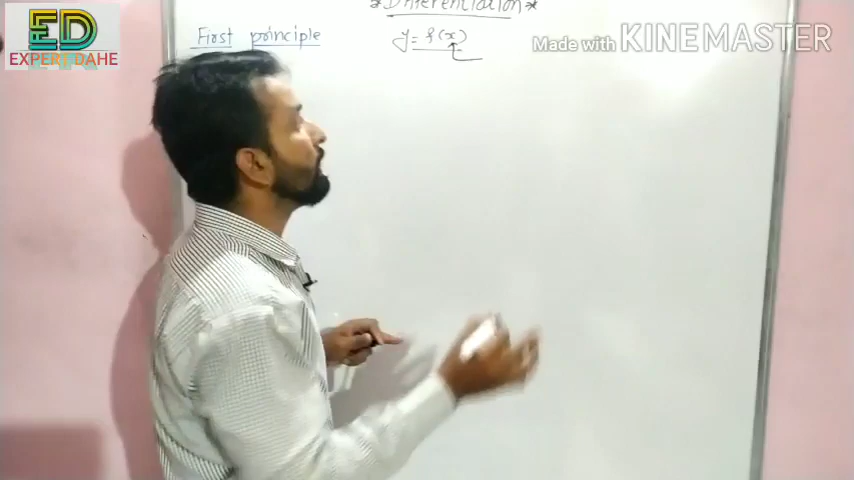 *Differentiation*
First principle
y = f(x)
ED
EXPERT DAHE
Made with KINEMASTER